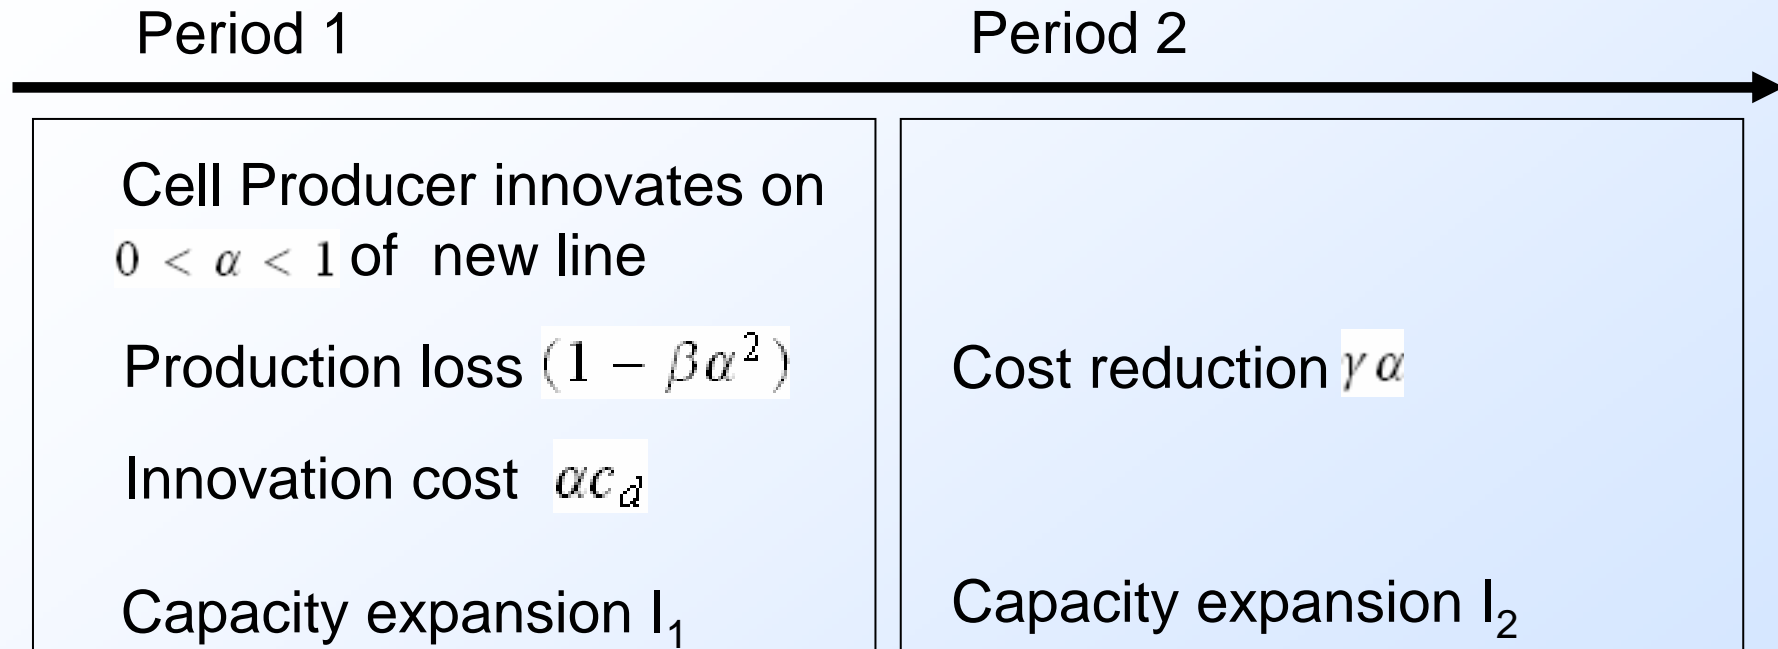 Period 1
Period 2
Cell Producer innovates on
0 < α < 1 of new line
Production loss (1 − βα²)
Innovation cost αc_d
Capacity expansion I₁
Cost reduction γα
Capacity expansion I₂